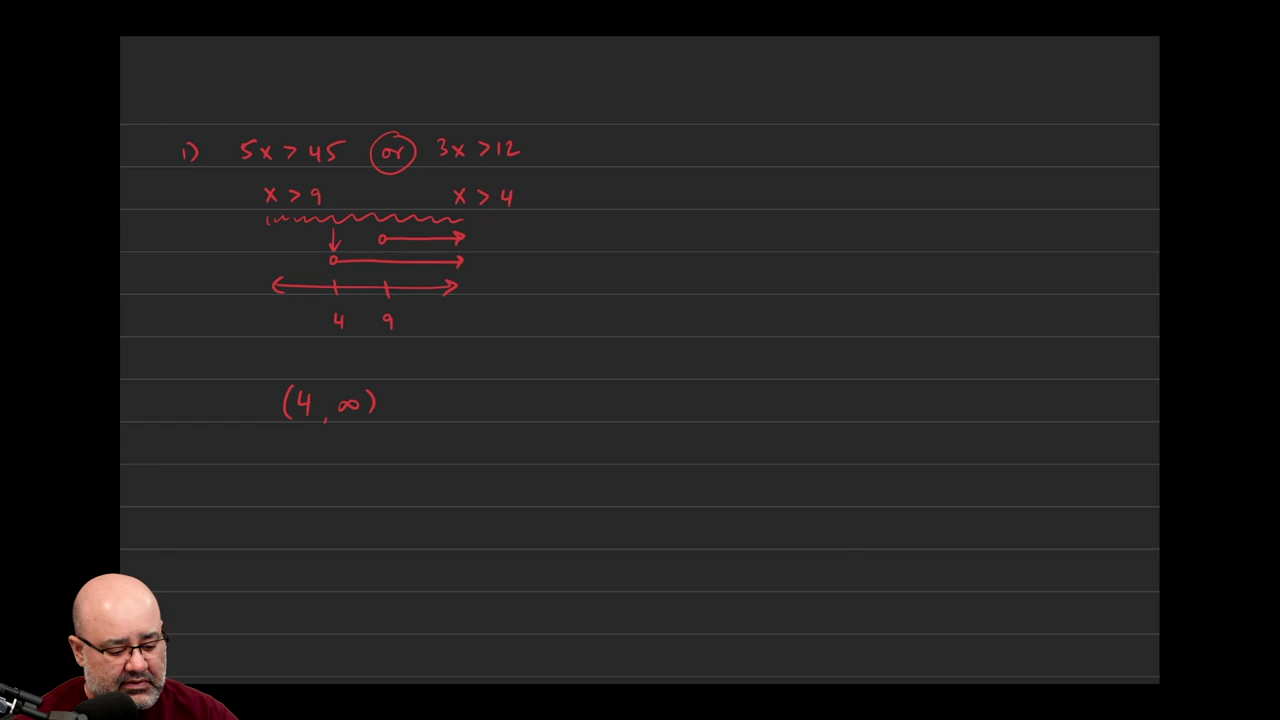 1) 5x > 45 or 3x > 12
x > 9 x > 4
4 9
(4, ∞)